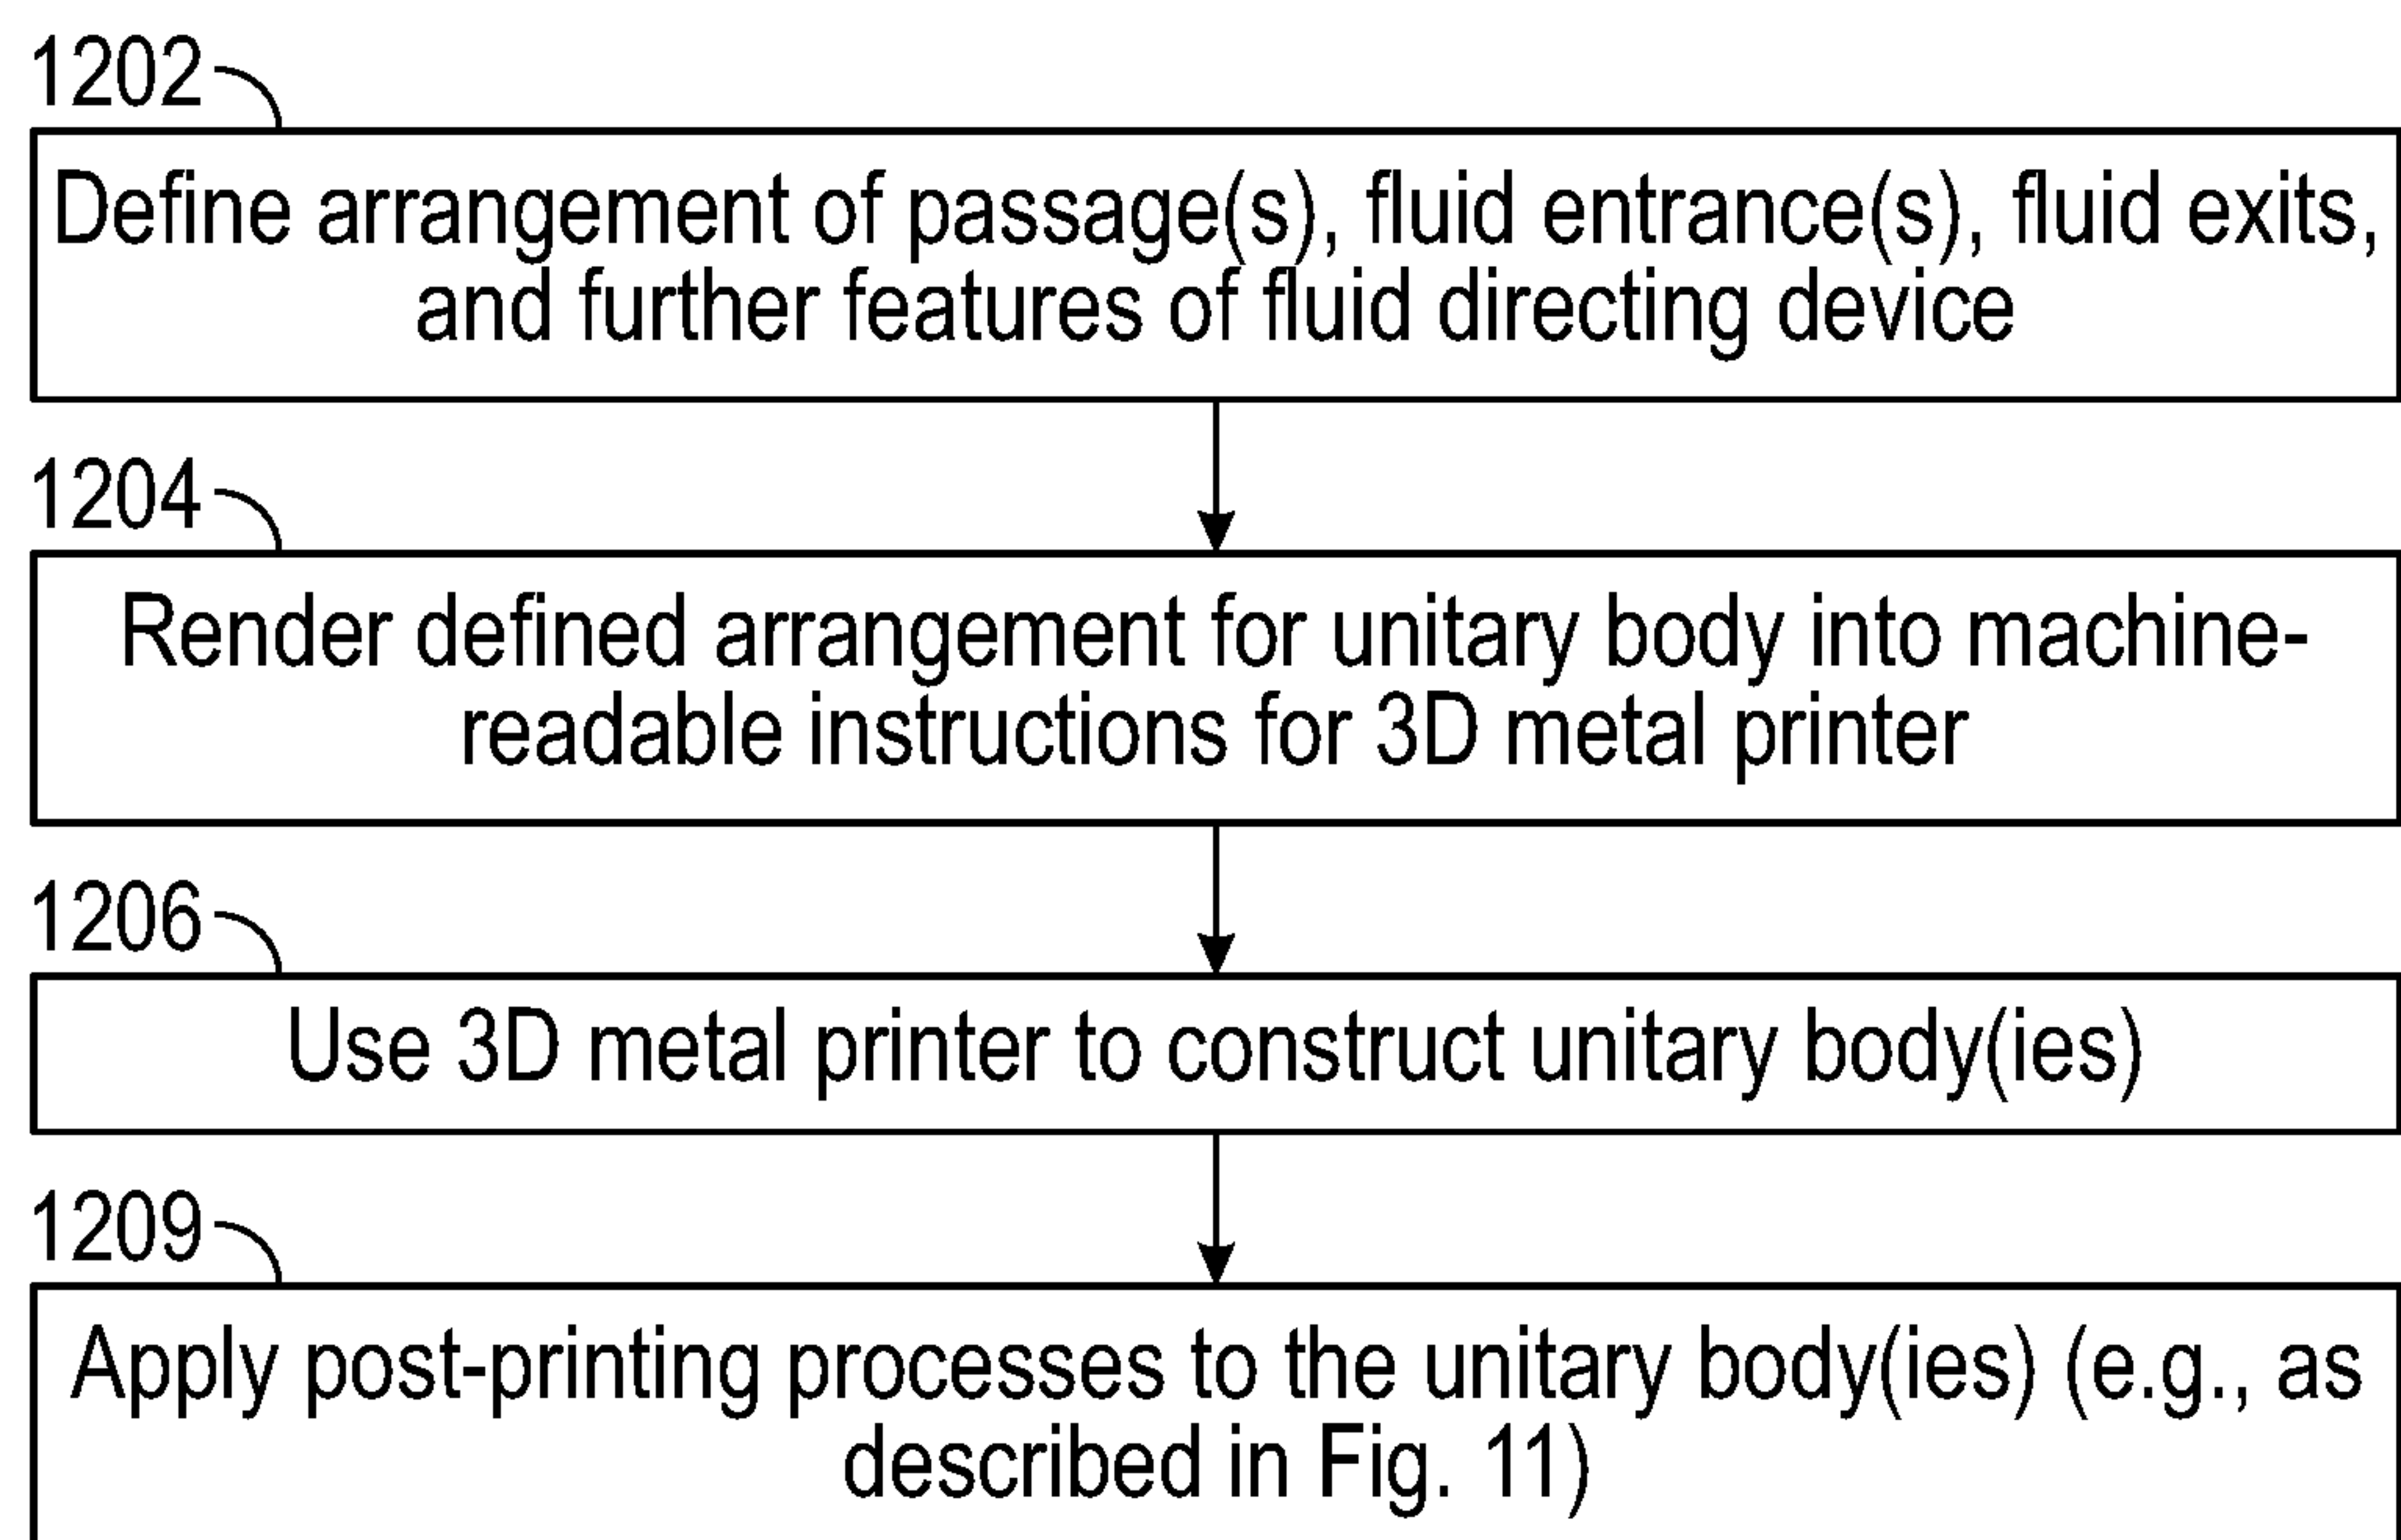 1202
Define arrangement of passage(s), fluid entrance(s), fluid exits,
and further features of fluid directing device
1204
Render defined arrangement for unitary body into machine-
readable instructions for 3D metal printer
1206
Use 3D metal printer to construct unitary body(ies)
1209
Apply post-printing processes to the unitary body(ies) (e.g., as
described in Fig. 11)